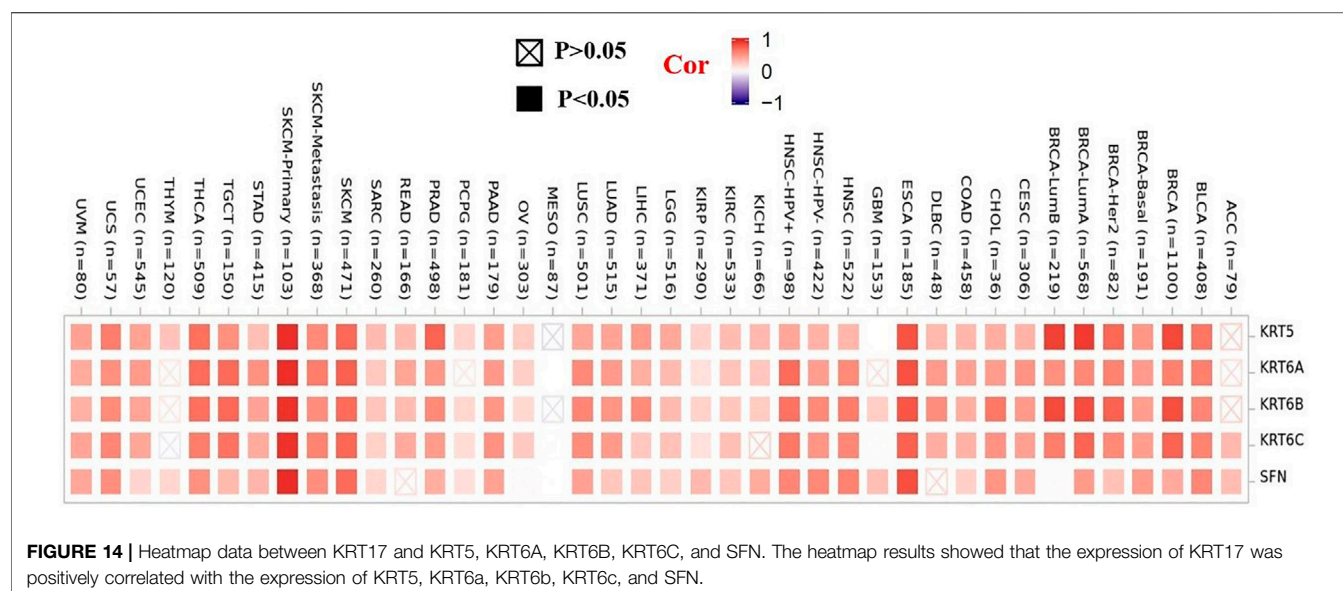 P>0.05
P<0.05
Cor
1
0
−1
UVM (n=80)
UCS (n=57)
UCEC (n=545)
THYM (n=120)
THCA (n=509)
TGCT (n=150)
STAD (n=415)
SKCM-Primary (n=103)
SKCM-Metastasis (n=368)
SKCM (n=471)
SARC (n=260)
READ (n=166)
PRAD (n=498)
PCPG (n=181)
PAAD (n=179)
OV (n=303)
MESO (n=87)
LUSC (n=501)
LUAD (n=515)
LIHC (n=371)
LGG (n=516)
KIRP (n=290)
KIRC (n=533)
KICH (n=66)
HNSC-HPV+ (n=98)
HNSC-HPV- (n=422)
HNSC (n=522)
GBM (n=153)
ESCA (n=185)
DLBC (n=48)
COAD (n=458)
CHOL (n=36)
CESC (n=306)
BRCA-LumB (n=219)
BRCA-LumA (n=568)
BRCA-Her2 (n=82)
BRCA-Basal (n=191)
BRCA (n=1100)
BLCA (n=408)
ACC (n=79)
KRT5
KRT6A
KRT6B
KRT6C
SFN
FIGURE 14 | Heatmap data between KRT17 and KRT5, KRT6A, KRT6B, KRT6C, and SFN. The heatmap results showed that the expression of KRT17 was
positively correlated with the expression of KRT5, KRT6a, KRT6b, KRT6c, and SFN.